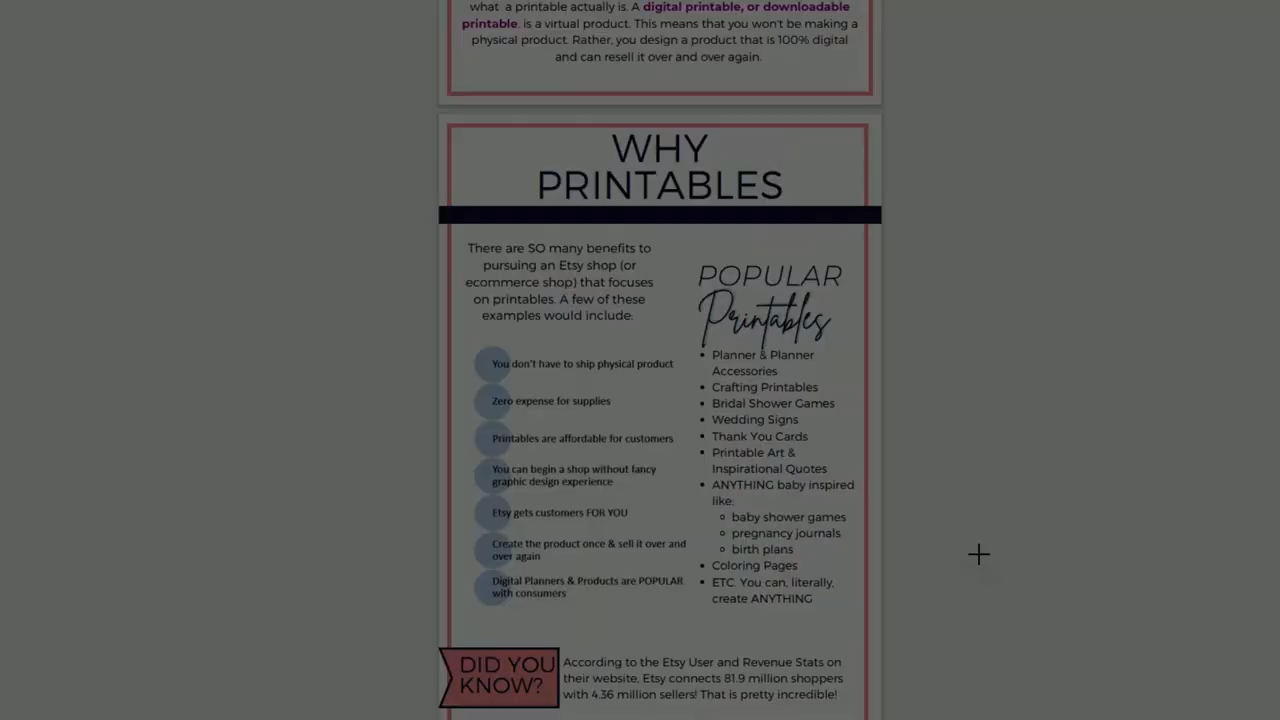 what a printable actually is. A digital printable, or downloadable
printable, is a virtual product. This means that you won't be making a
physical product. Rather, you design a product that is 100% digital
and can resell it over and over again.
WHY
PRINTABLES
There are SO many benefits to
pursuing an Etsy shop (or
ecommerce shop) that focuses
on printables. A few of these
examples would include:
You don't have to ship physical product
Zero expense for supplies
Printables are affordable for customers
You can begin a shop without fancy
graphic design experience
Etsy gets customers FOR YOU
Create the product once & sell it over and
over again
Digital Planners & Products are POPULAR
with consumers
POPULAR
Printables
• Planner & Planner
Accessories
• Crafting Printables
• Bridal Shower Games
• Wedding Signs
• Thank You Cards
• Printable Art &
Inspirational Quotes
• ANYTHING baby inspired
like:
◦ baby shower games
◦ pregnancy journals
◦ birth plans
• Coloring Pages
• ETC. You can, literally,
create ANYTHING
DID YOU
KNOW?
According to the Etsy User and Revenue Stats on
their website, Etsy connects 81.9 million shoppers
with 4.36 million sellers! That is pretty incredible!